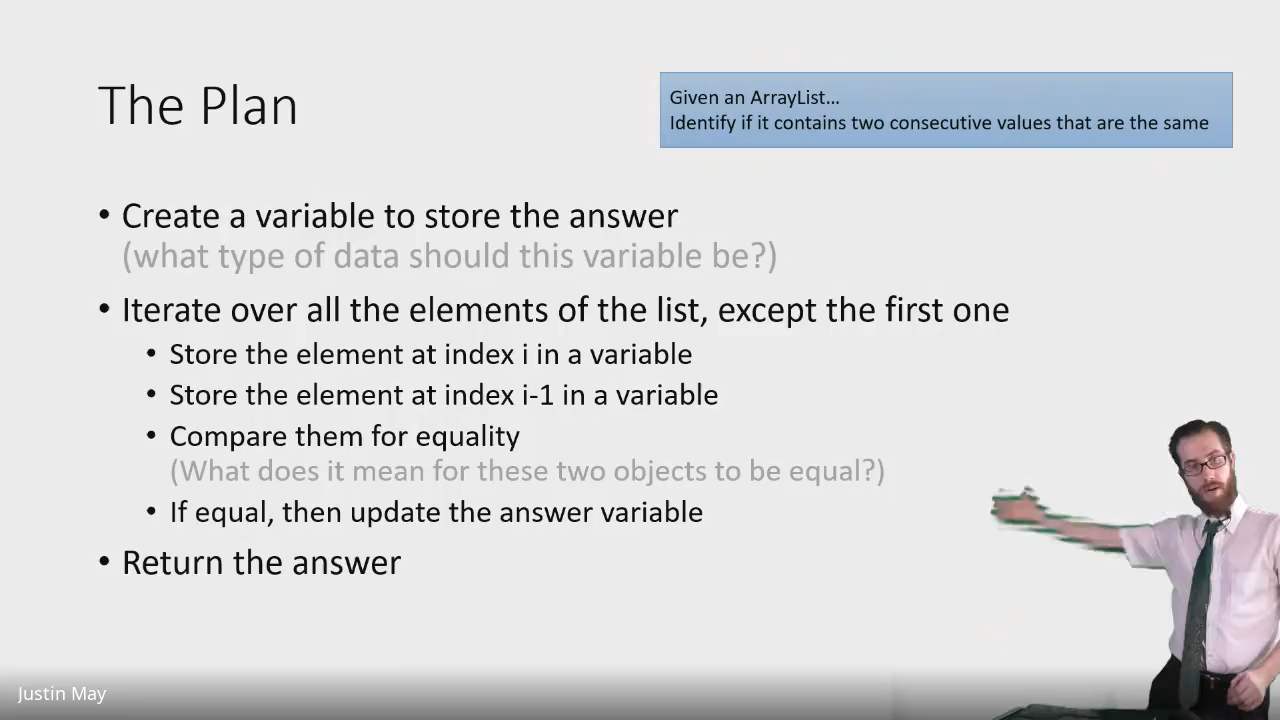 The Plan
Given an ArrayList...
Identify if it contains two consecutive values that are the same
• Create a variable to store the answer
(what type of data should this variable be?)
• Iterate over all the elements of the list, except the first one
• Store the element at index i in a variable
• Store the element at index i-1 in a variable
• Compare them for equality
(What does it mean for these two objects to be equal?)
• If equal, then update the answer variable
• Return the answer
Justin May